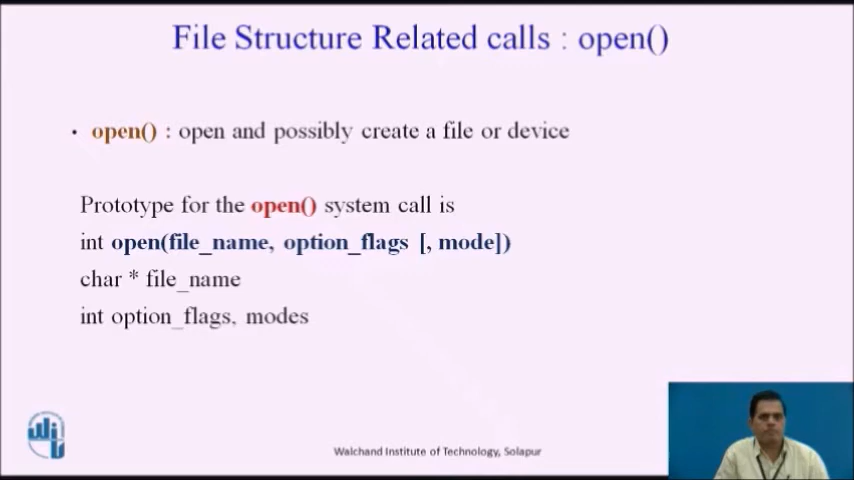 File Structure Related calls : open()
• open() : open and possibly create a file or device
Prototype for the open() system call is
int open(file_name, option_flags [, mode])
char * file_name
int option_flags, modes
Walchand Institute of Technology, Solapur